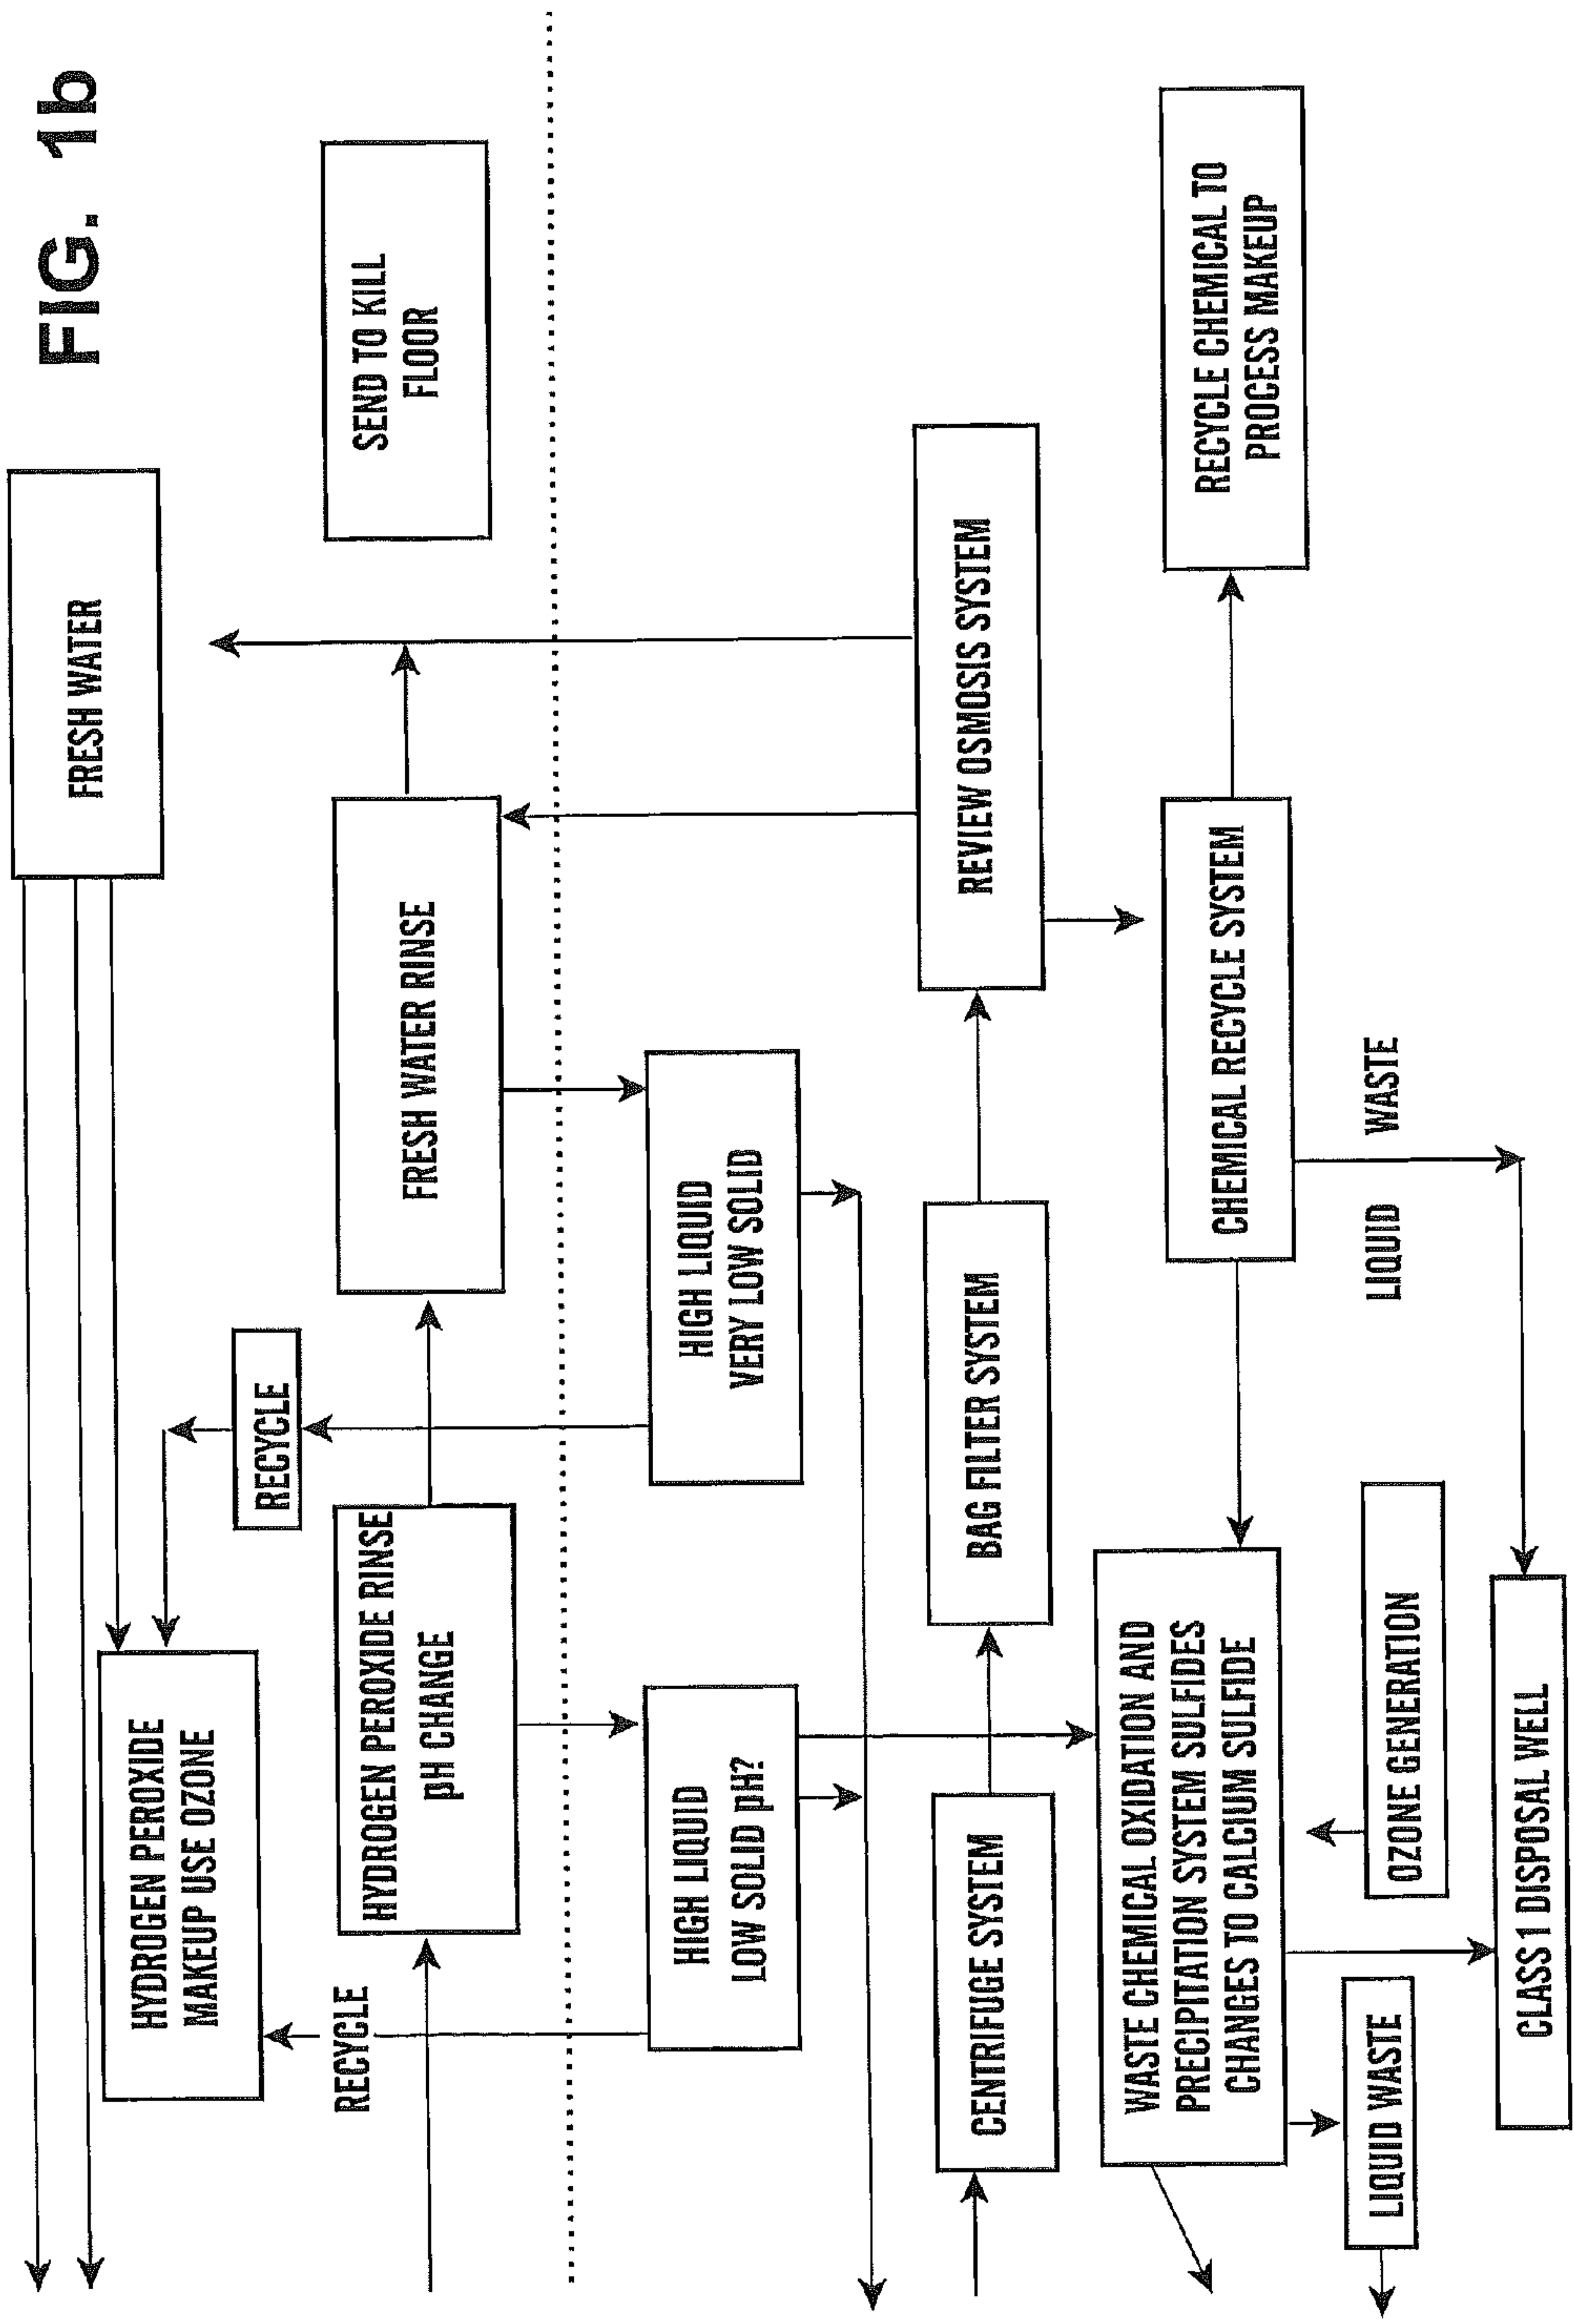 FIG. 1b
FRESH WATER
HYDROGEN PEROXIDE
MAKEUP USE OZONE
RECYCLE
SEND TO KILL
FLOOR
RECYCLE
HYDROGEN PEROXIDE RINSE
pH CHANGE
FRESH WATER RINSE
HIGH LIQUID
LOW SOLID pH?
HIGH LIQUID
VERY LOW SOLID
CENTRIFUGE SYSTEM
BAG FILTER SYSTEM
REVIEW OSMOSIS SYSTEM
WASTE CHEMICAL OXIDATION AND
PRECIPITATION SYSTEM SULFIDES
CHANGES TO CALCIUM SULFIDE
CHEMICAL RECYCLE SYSTEM
RECYCLE CHEMICAL TO
PROCESS MAKEUP
LIQUID WASTE
OZONE GENERATION
LIQUID WASTE
CLASS 1 DISPOSAL WELL